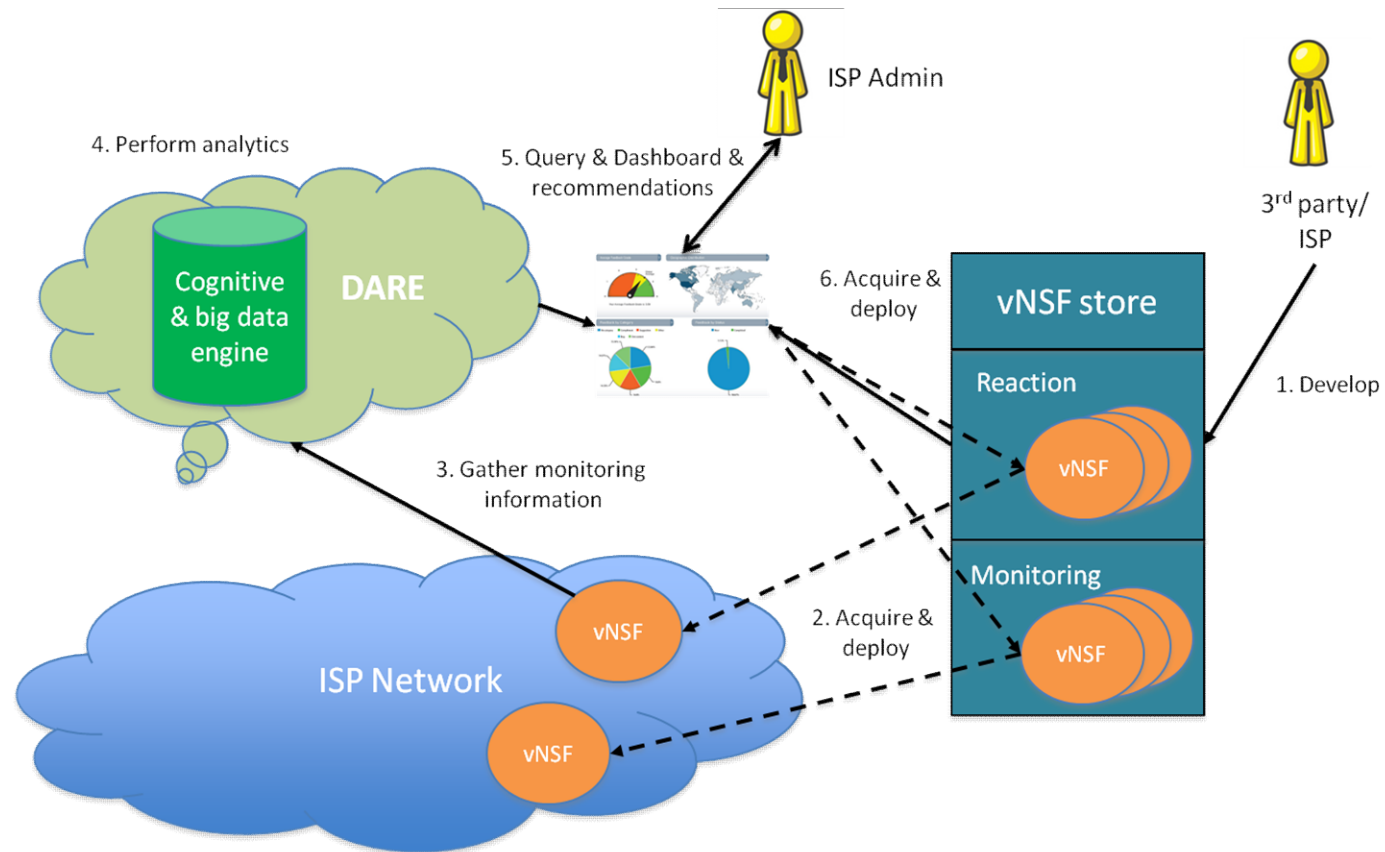 ISP Admin
4. Perform analytics
5. Query & Dashboard &
recommendations
3rd party/
ISP
Cognitive
& big data
engine
DARE
6. Acquire &
deploy
vNSF store
Reaction
vNSF
1. Develop
3. Gather monitoring
information
Monitoring
vNSF
2. Acquire &
deploy
vNSF
ISP Network
vNSF